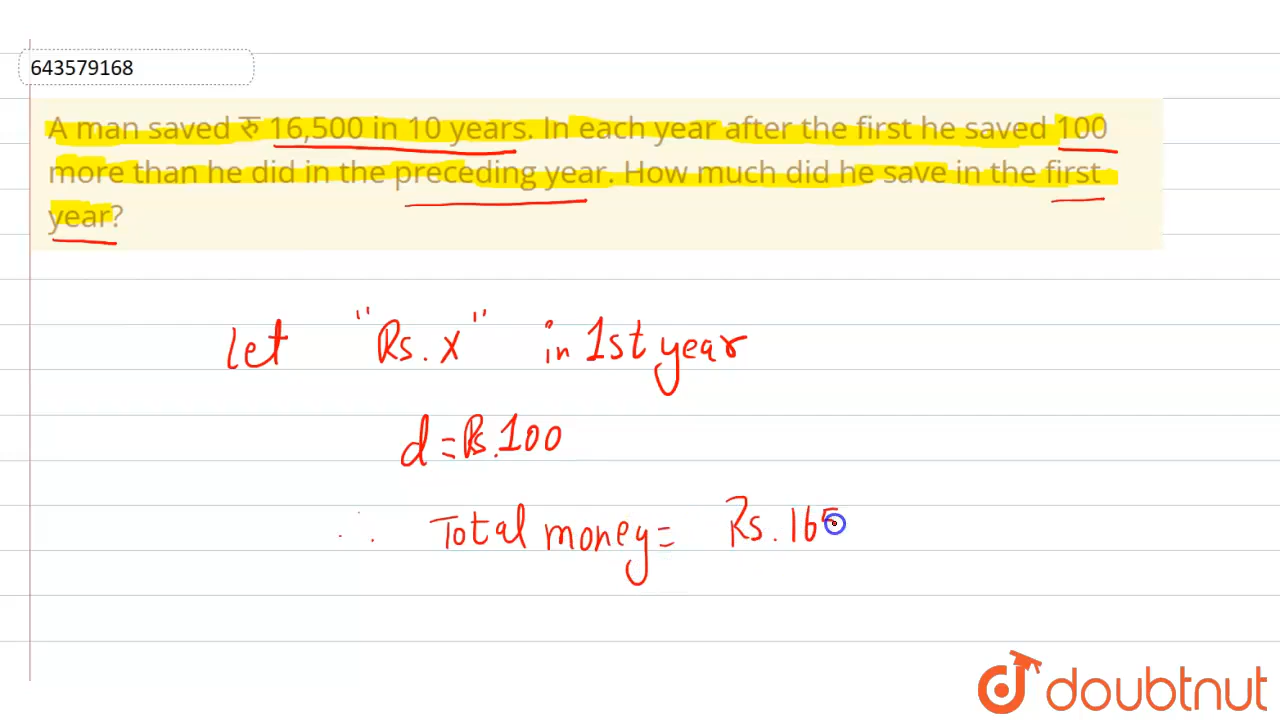 643579168
A man saved रु 16,500 in 10 years. In each year after the first he saved 100
more than he did in the preceding year. How much did he save in the first
year?
Let "Rs. x" in 1st year
d = Rs. 100
∴ Total money = Rs. 165
doubtnut